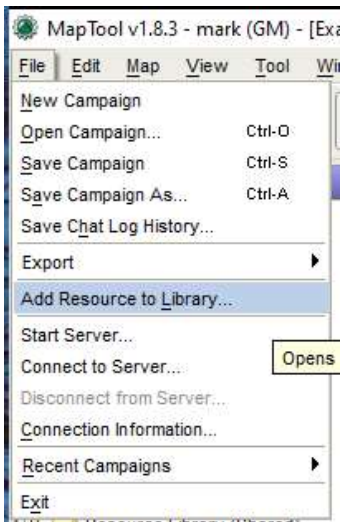 MapTool v1.8.3 - mark (GM) - [Exa
File Edit Map View Tool Wi
New Campaign
Open Campaign... Ctrl-O
Save Campaign Ctrl-S
Save Campaign As... Ctrl-A
Save Chat Log History...
Export
Add Resource to Library...
Start Server...
Opens
Connect to Server...
Disconnect from Server...
Connection Information...
Recent Campaigns
Exit